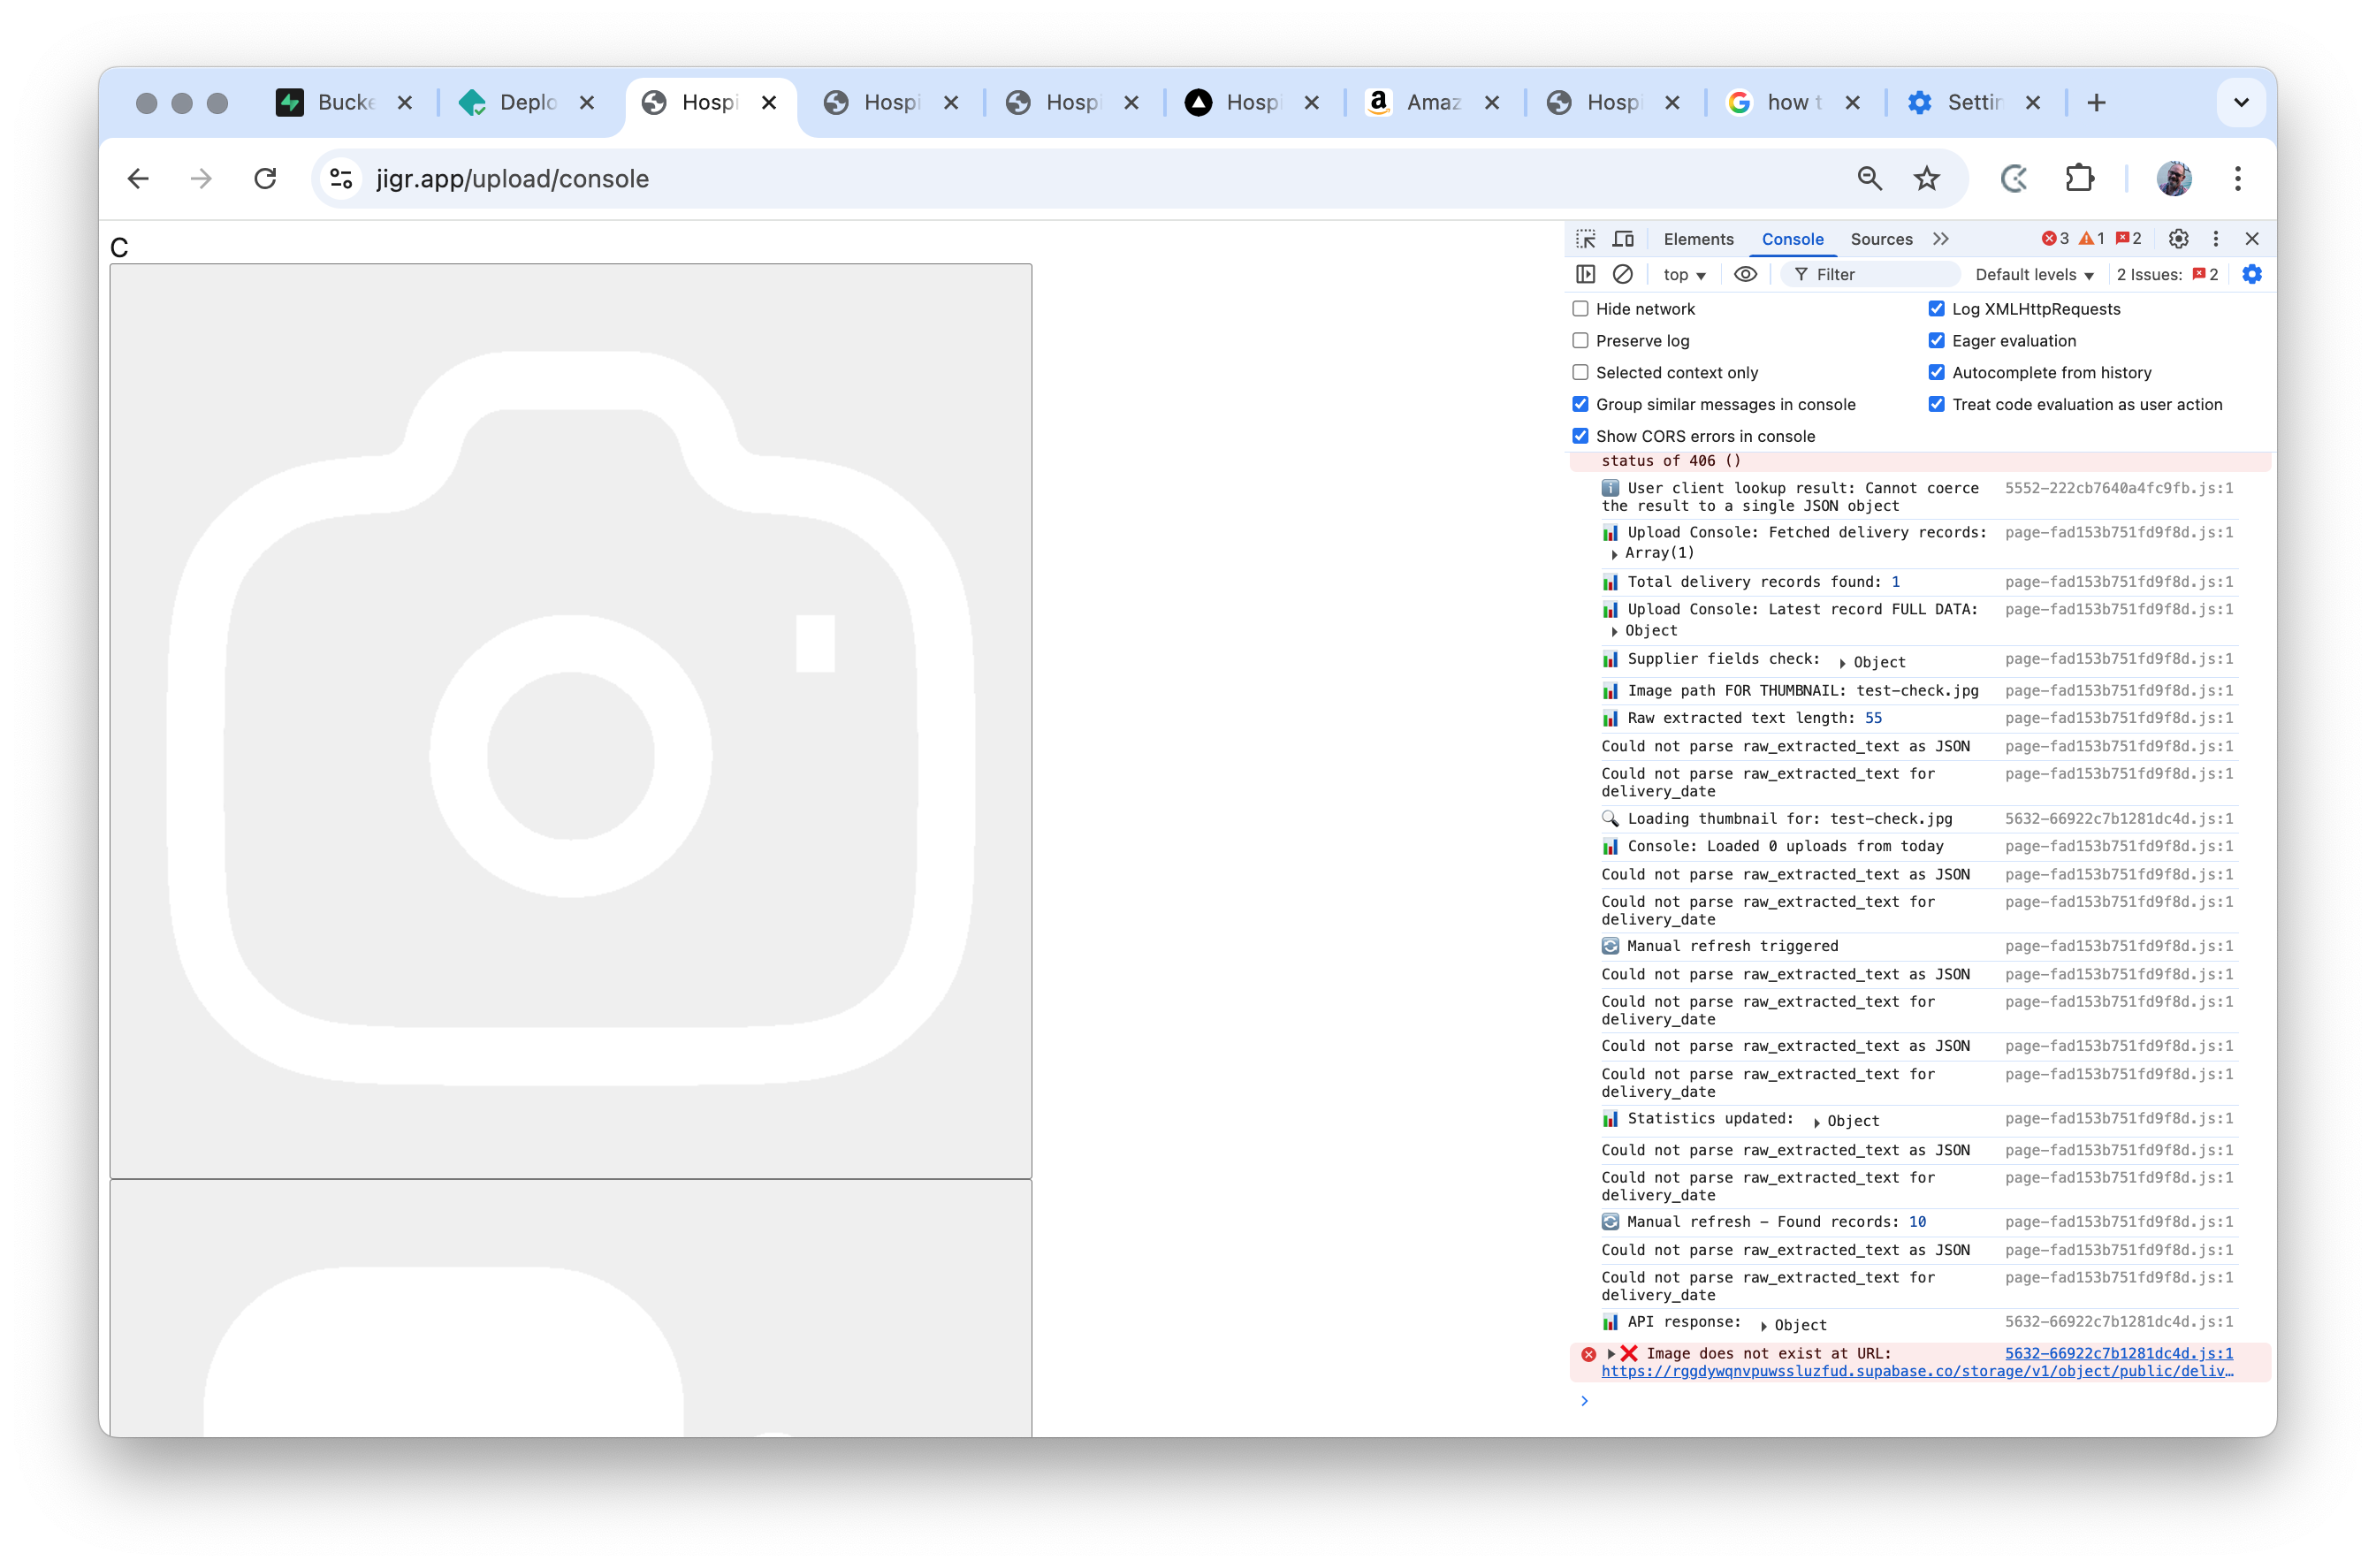 Bucke
Deplo
Hospi
Hospi
Hospi
Hospi
Amaz
Hospi
how t
Settin
jigr.app/upload/console
C
Elements
Console
Sources
3
1
2
top
Filter
Default levels
2 Issues:
2
Hide network
Log XMLHttpRequests
Preserve log
Eager evaluation
Selected context only
Autocomplete from history
Group similar messages in console
Treat code evaluation as user action
Show CORS errors in console
status of 406 ()
User client lookup result: Cannot coerce 5552-222cb7640a4fc9fb.js:1
the result to a single JSON object
Upload Console: Fetched delivery records: page-fad153b751fd9f8d.js:1
Array(1)
Total delivery records found: 1 page-fad153b751fd9f8d.js:1
Upload Console: Latest record FULL DATA: page-fad153b751fd9f8d.js:1
Object
Supplier fields check: Object page-fad153b751fd9f8d.js:1
Image path FOR THUMBNAIL: test-check.jpg page-fad153b751fd9f8d.js:1
Raw extracted text length: 55 page-fad153b751fd9f8d.js:1
Could not parse raw_extracted_text as JSON page-fad153b751fd9f8d.js:1
Could not parse raw_extracted_text for page-fad153b751fd9f8d.js:1
delivery_date
Loading thumbnail for: test-check.jpg 5632-66922c7b1281dc4d.js:1
Console: Loaded 0 uploads from today page-fad153b751fd9f8d.js:1
Could not parse raw_extracted_text as JSON page-fad153b751fd9f8d.js:1
Could not parse raw_extracted_text for page-fad153b751fd9f8d.js:1
delivery_date
Manual refresh triggered page-fad153b751fd9f8d.js:1
Could not parse raw_extracted_text as JSON page-fad153b751fd9f8d.js:1
Could not parse raw_extracted_text for page-fad153b751fd9f8d.js:1
delivery_date
Could not parse raw_extracted_text as JSON page-fad153b751fd9f8d.js:1
Could not parse raw_extracted_text for page-fad153b751fd9f8d.js:1
delivery_date
Statistics updated: Object page-fad153b751fd9f8d.js:1
Could not parse raw_extracted_text as JSON page-fad153b751fd9f8d.js:1
Could not parse raw_extracted_text for page-fad153b751fd9f8d.js:1
delivery_date
Manual refresh – Found records: 10 page-fad153b751fd9f8d.js:1
Could not parse raw_extracted_text as JSON page-fad153b751fd9f8d.js:1
Could not parse raw_extracted_text for page-fad153b751fd9f8d.js:1
delivery_date
API response: Object 5632-66922c7b1281dc4d.js:1
Image does not exist at URL: 5632-66922c7b1281dc4d.js:1
https://rggdywqnvpuwssluzfud.supabase.co/storage/v1/object/public/deliv…